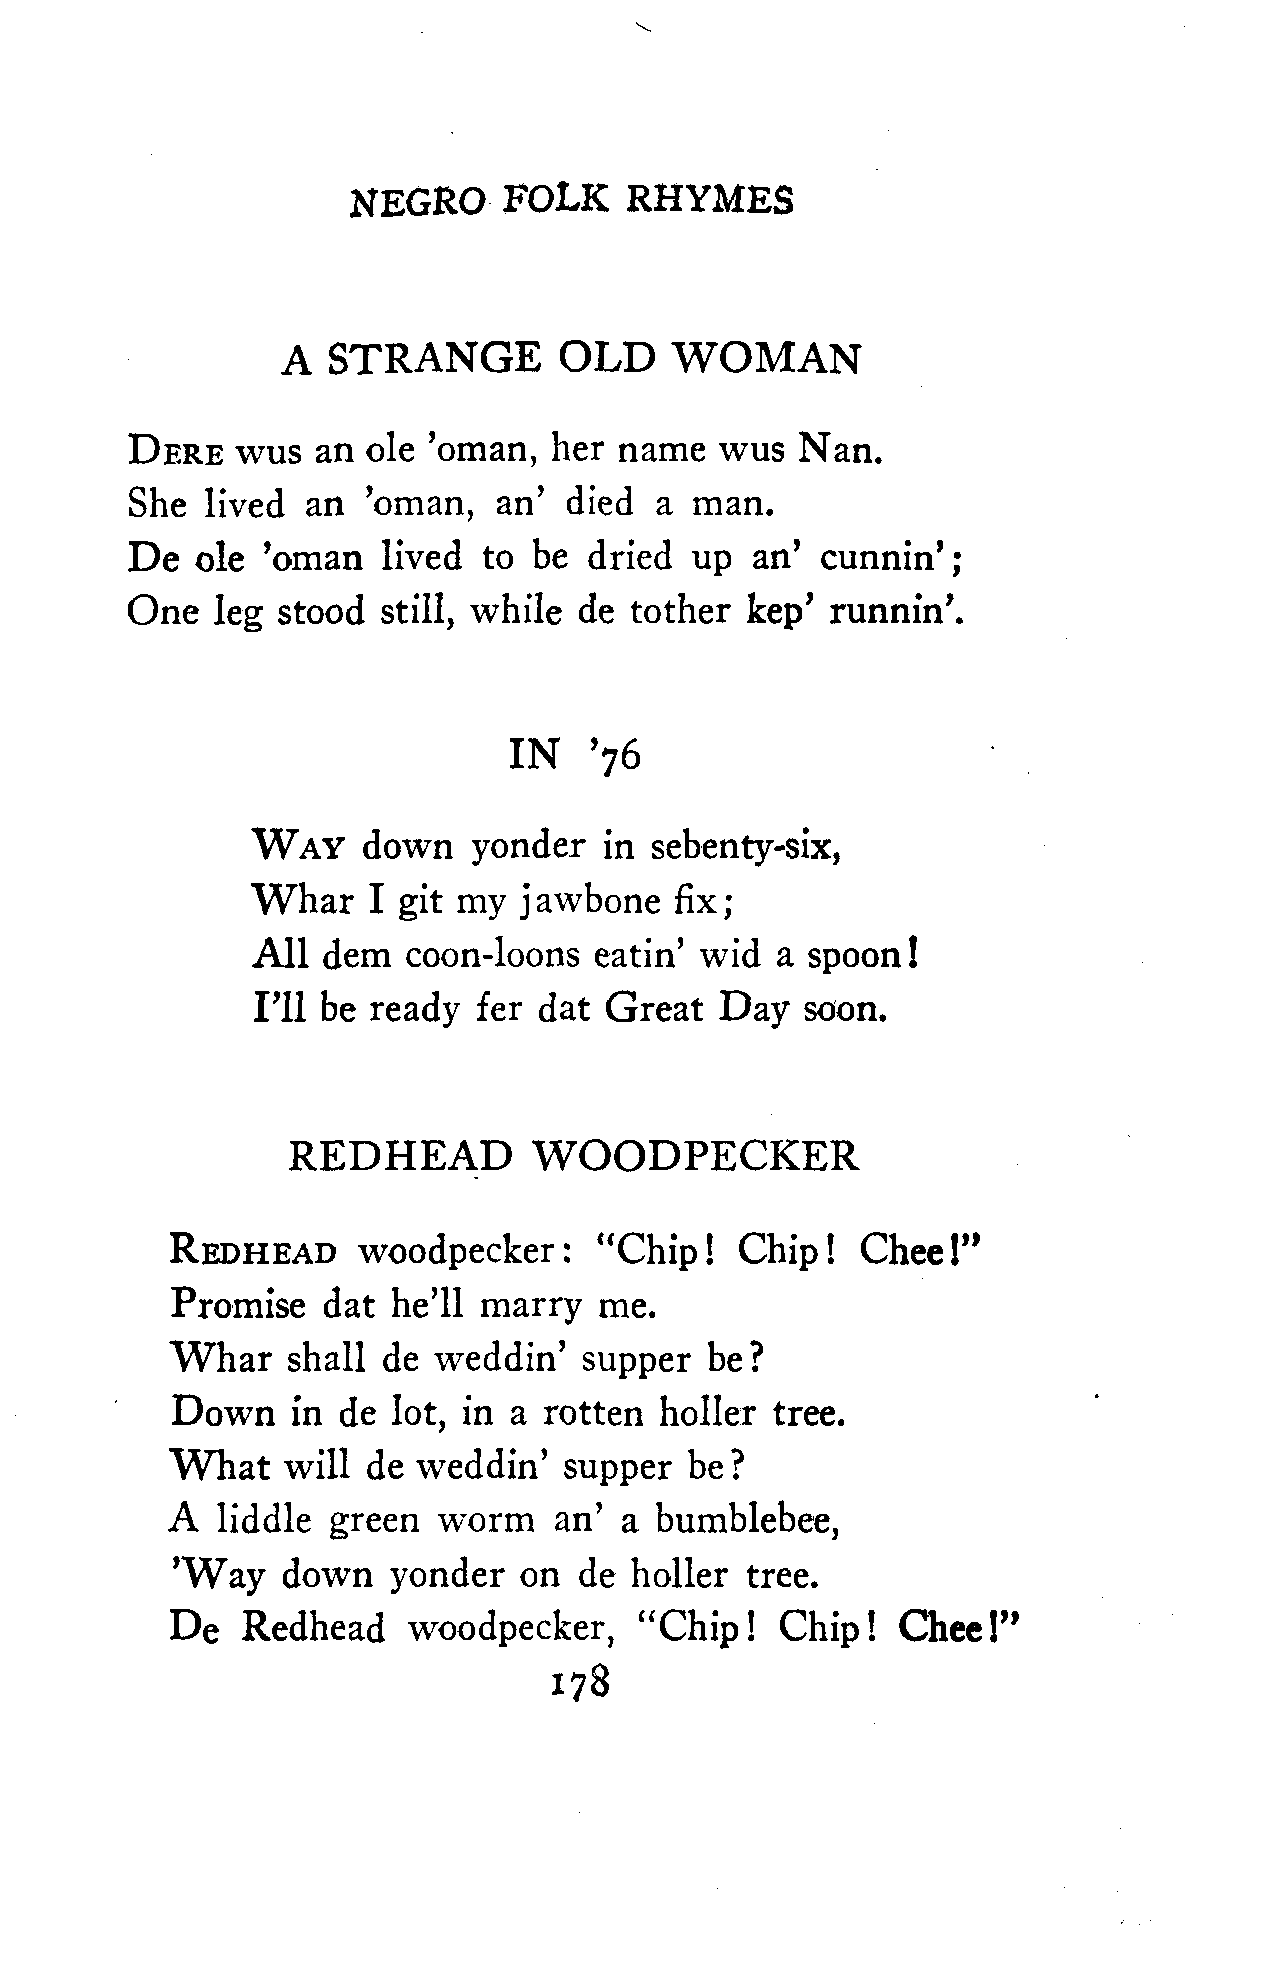 NEGRO FOLK RHYMES
A STRANGE OLD WOMAN
DERE wus an ole 'oman, her name wus Nan.
She lived an 'oman, an' died a man.
De ole 'oman lived to be dried up an' cunnin';
One leg stood still, while de tother kep' runnin'.
IN '76
WAY down yonder in sebenty-six,
Whar I git my jawbone fix;
All dem coon-loons eatin' wid a spoon!
I'll be ready fer dat Great Day soon.
REDHEAD WOODPECKER
REDHEAD woodpecker: "Chip! Chip! Chee!"
Promise dat he'll marry me.
Whar shall de weddin' supper be?
Down in de lot, in a rotten holler tree.
What will de weddin' supper be?
A liddle green worm an' a bumblebee,
'Way down yonder on de holler tree.
De Redhead woodpecker, "Chip! Chip! Chee!"
178